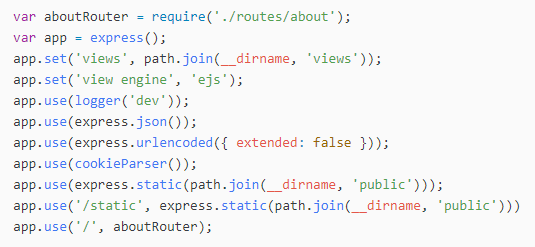 var aboutRouter = require('./routes/about');
var app = express();
app.set('views', path.join(__dirname, 'views'));
app.set('view engine', 'ejs');
app.use(logger('dev'));
app.use(express.json());
app.use(express.urlencoded({ extended: false }));
app.use(cookieParser());
app.use(express.static(path.join(__dirname, 'public')));
app.use('/static', express.static(path.join(__dirname, 'public')))
app.use('/', aboutRouter);